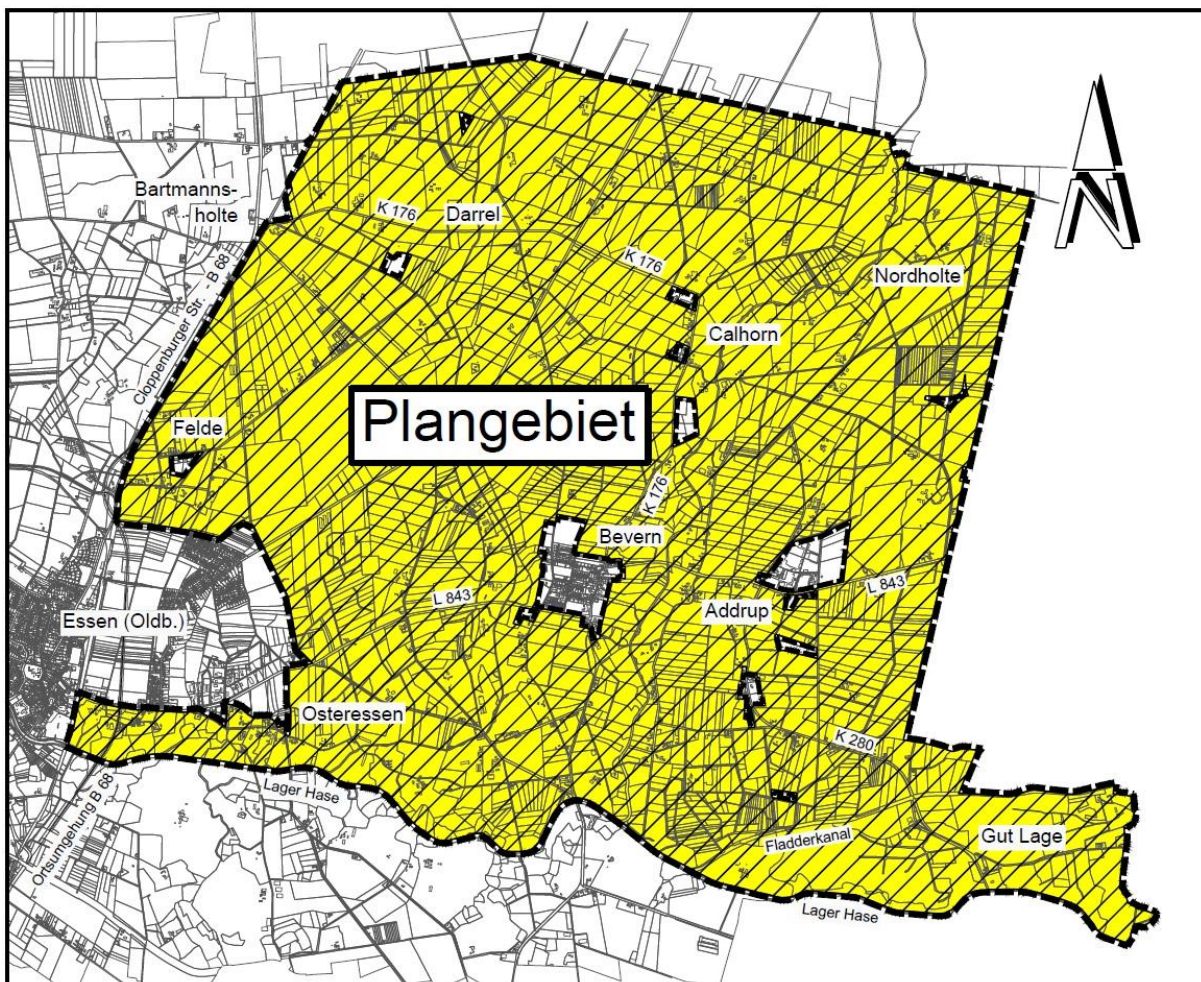 Bartmanns-
holte
K 176
Darrel
K 176
Nordholte
Calhorn
Cloppenburger Str. - B 68
Plangebiet
Felde
K 176
Bevern
L 843
L 843
Essen (Oldb.)
Addrup
Osteressen
K 280
Lager Hase
Ortsumgehung B 68
Fladderkanal
Gut Lage
Lager Hase
N